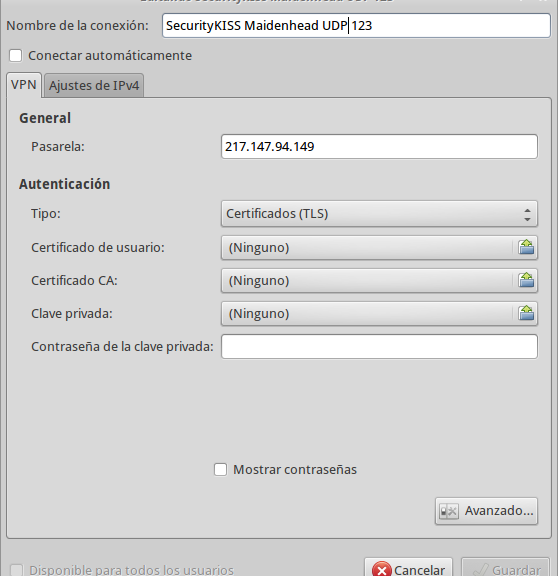 Nombre de la conexión: SecurityKISS Maidenhead UDP 123
Conectar automáticamente
VPN Ajustes de IPv4
General
Pasarela: 217.147.94.149
Autenticación
Tipo: Certificados (TLS)
Certificado de usuario: (Ninguno)
Certificado CA: (Ninguno)
Clave privada: (Ninguno)
Contraseña de la clave privada:
Mostrar contraseñas
Avanzado...
Disponible para todos los usuarios Cancelar Guardar